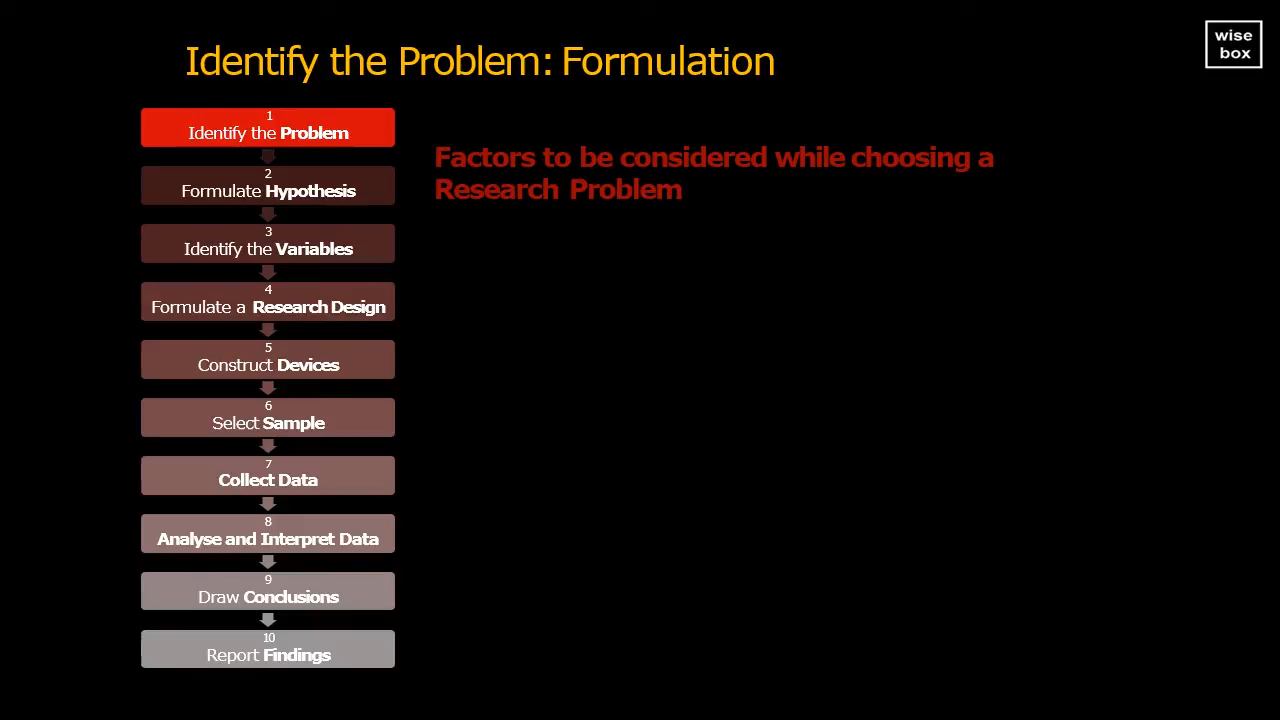 Identify the Problem: Formulation
wise
box
1
Identify the Problem
2
Formulate Hypothesis
3
Identify the Variables
4
Formulate a Research Design
5
Construct Devices
6
Select Sample
7
Collect Data
8
Analyse and Interpret Data
9
Draw Conclusions
10
Report Findings
Factors to be considered while choosing a
Research Problem